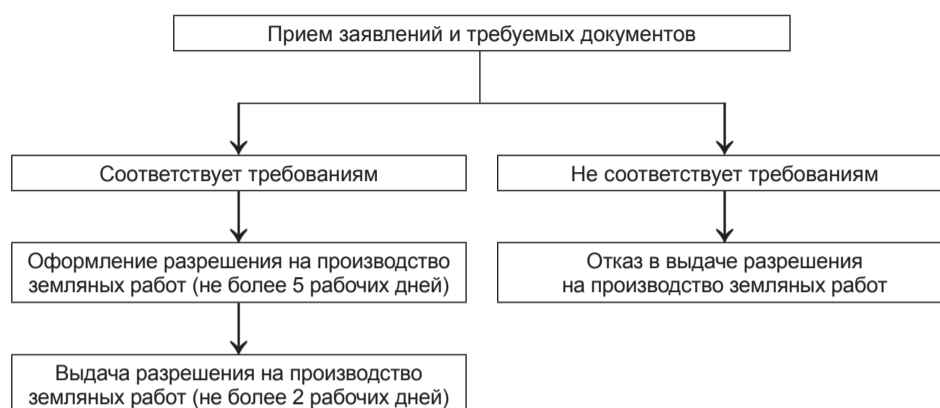 Прием заявлений и требуемых документов
Соответствует требованиям
Не соответствует требованиям
Оформление разрешения на производство
земляных работ (не более 5 рабочих дней)
Отказ в выдаче разрешения
на производство земляных работ
Выдача разрешения на производство
земляных работ (не более 2 рабочих дней)